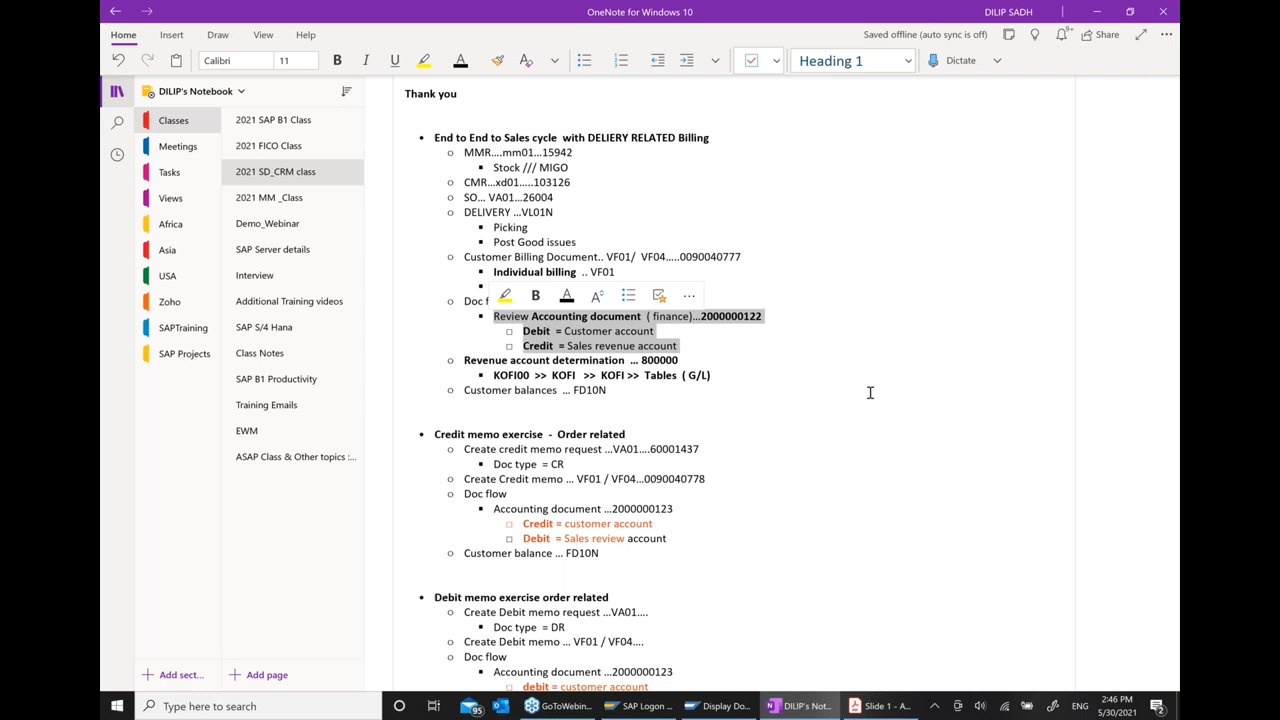 OneNote for Windows 10
DILIP SADH
Home Insert Draw View Help
Saved offline (auto sync is off)
Share
Calibri 11 B I U A Heading 1 Dictate
DILIP's Notebook
Classes
Meetings
Tasks
Views
Africa
Asia
USA
Zoho
SAPTraining
SAP Projects
2021 SAP B1 Class
2021 FICO Class
2021 SD_CRM class
2021 MM _Class
Demo_Webinar
SAP Server details
Interview
Additional Training videos
SAP S/4 Hana
Class Notes
SAP B1 Productivity
Training Emails
EWM
ASAP Class & Other topics :...
Add sect...
Add page
Thank you
End to End to Sales cycle with DELIERY RELATED Billing
MMR....mm01...15942
Stock /// MIGO
CMR...xd01.....103126
SO... VA01...26004
DELIVERY ...VL01N
Picking
Post Good issues
Customer Billing Document.. VF01/ VF04.....0090040777
Individual billing .. VF01
B A A
Doc f
Review Accounting document ( finance)...2000000122
Debit = Customer account
Credit = Sales revenue account
Revenue account determination ... 800000
KOFI00 >> KOFI >> KOFI >> Tables ( G/L)
Customer balances ... FD10N
Credit memo exercise - Order related
Create credit memo request ...VA01....60001437
Doc type = CR
Create Credit memo ... VF01 / VF04...0090040778
Doc flow
Accounting document ...2000000123
Credit = customer account
Debit = Sales review account
Customer balance ... FD10N
Debit memo exercise order related
Create Debit memo request ...VA01....
Doc type = DR
Create Debit memo ... VF01 / VF04....
Doc flow
Accounting document ...2000000123
debit = customer account
Type here to search
95
GoToWebin...
SAP Logon ...
Display Do...
DILIP's Not...
Slide 1 - A...
ENG
2:46 PM
5/30/2021
2